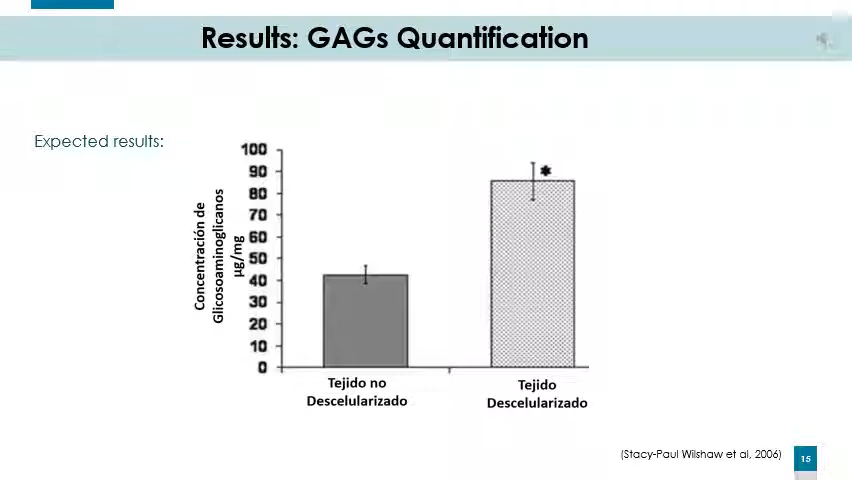 Results: GAGs Quantification
Expected results:
Concentración de
Glicosoaminoglicanos
µg/mg
100
90
80
70
60
50
40
30
20
10
0
*
Tejido no
Descelularizado
Tejido
Descelularizado
(Stacy-Paul Wilshaw et al, 2006)
15